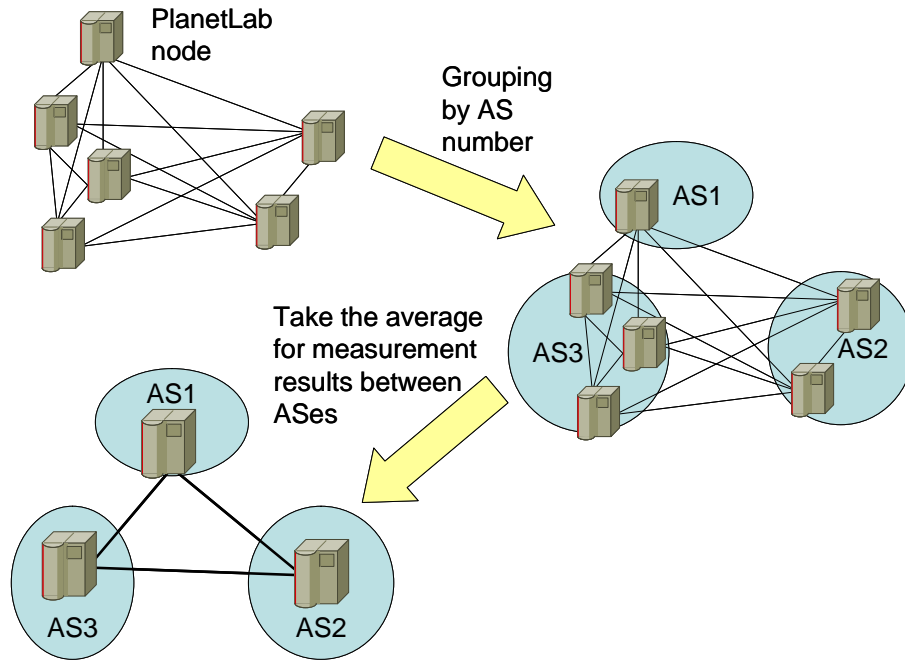 PlanetLab
node
Grouping
by AS
number
AS1
AS3
AS2
Take the average
for measurement
results between
ASes
AS1
AS3
AS2